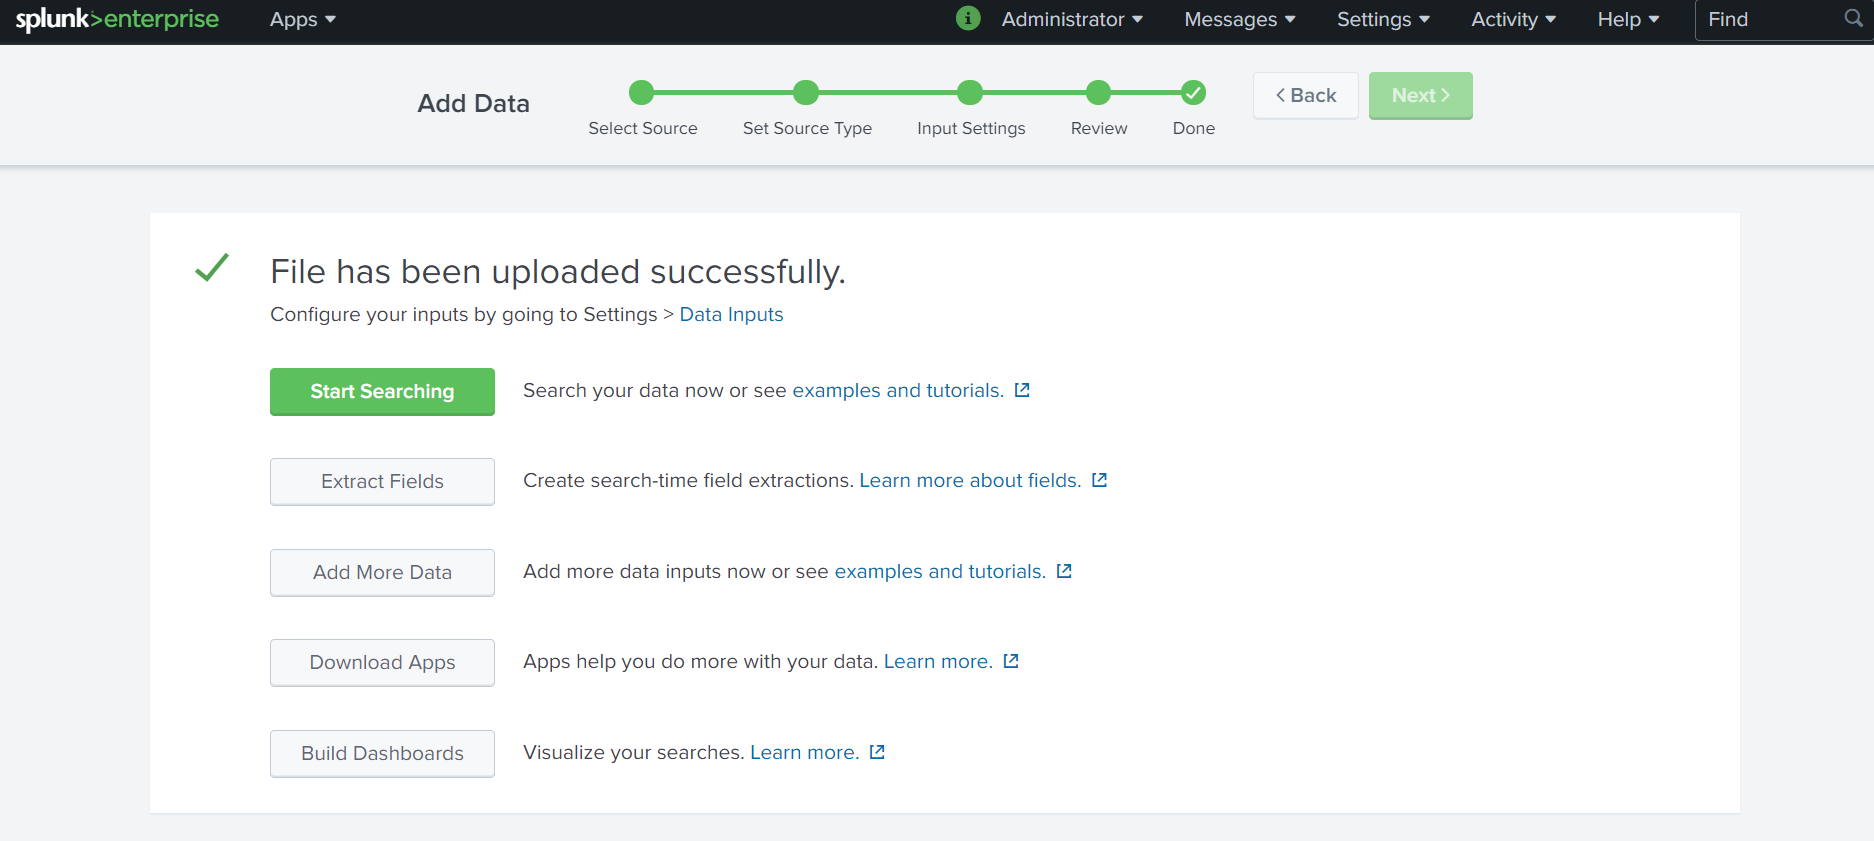 splunk>enterprise Apps Administrator Messages Settings Activity Help Find
Add Data
Select Source Set Source Type Input Settings Review Done
Back Next
File has been uploaded successfully.
Configure your inputs by going to Settings > Data Inputs
Start Searching Search your data now or see examples and tutorials.
Extract Fields Create search-time field extractions. Learn more about fields.
Add More Data Add more data inputs now or see examples and tutorials.
Download Apps Apps help you do more with your data. Learn more.
Build Dashboards Visualize your searches. Learn more.